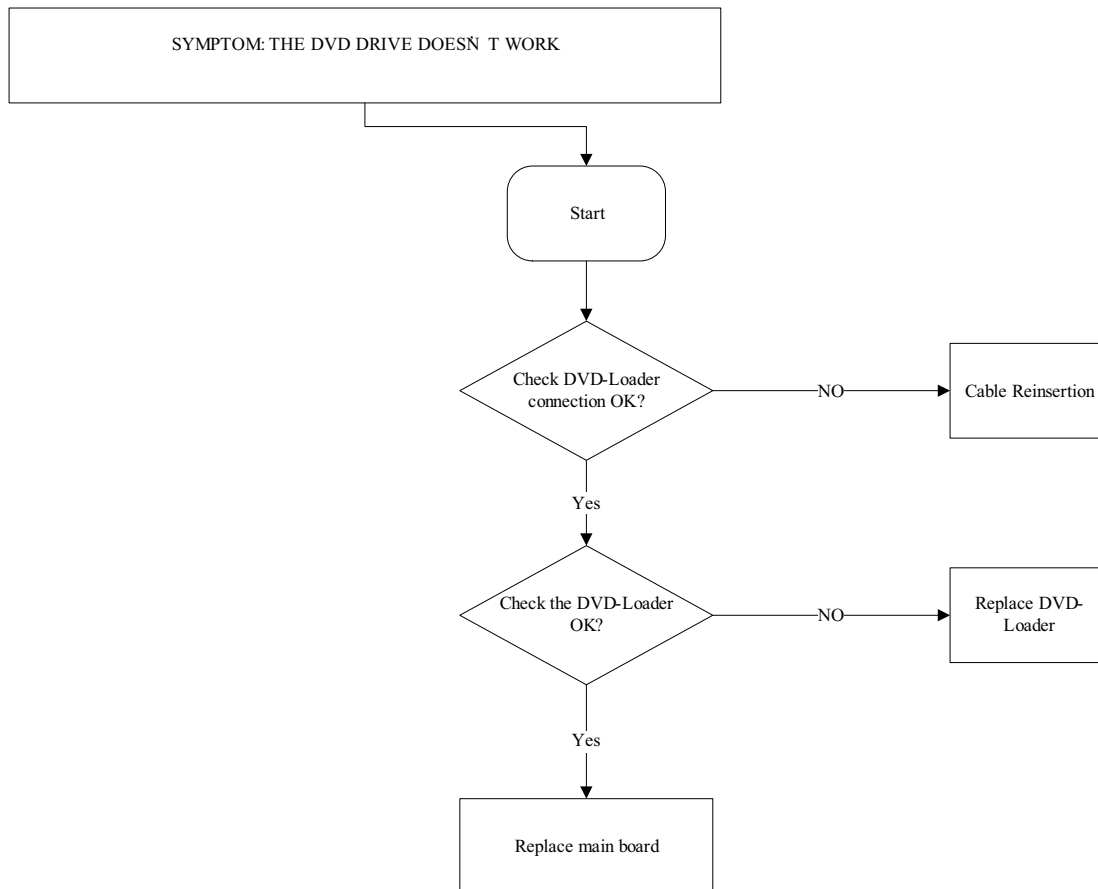 SYMPTOM: THE DVD DRIVE DOESN` T WORK
Start
Check DVD-Loader
connection OK?
NO
Cable Reinsertion
Yes
Check the DVD-Loader
OK?
NO
Replace DVD-
Loader
Yes
Replace main board